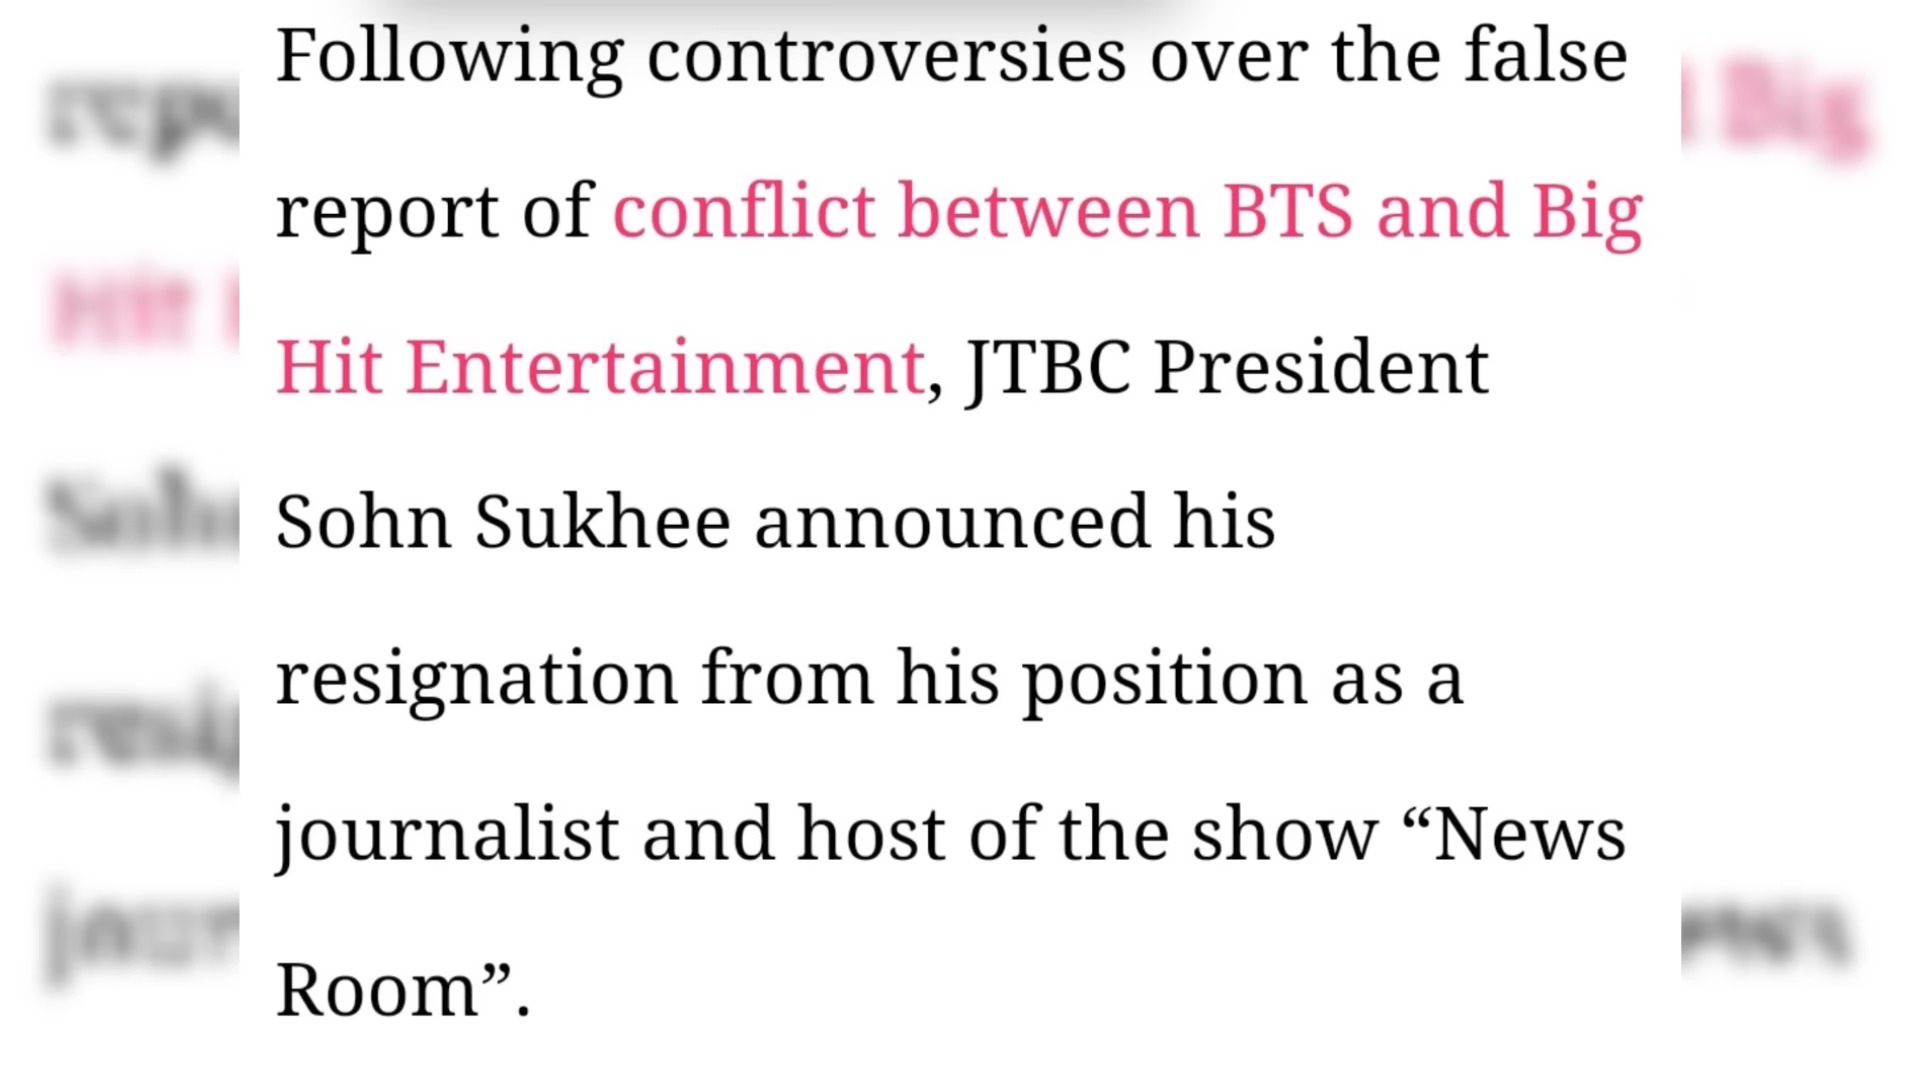 Following controversies over the false
report of conflict between BTS and Big
Hit Entertainment, JTBC President
Sohn Sukhee announced his
resignation from his position as a
journalist and host of the show “News
Room”.